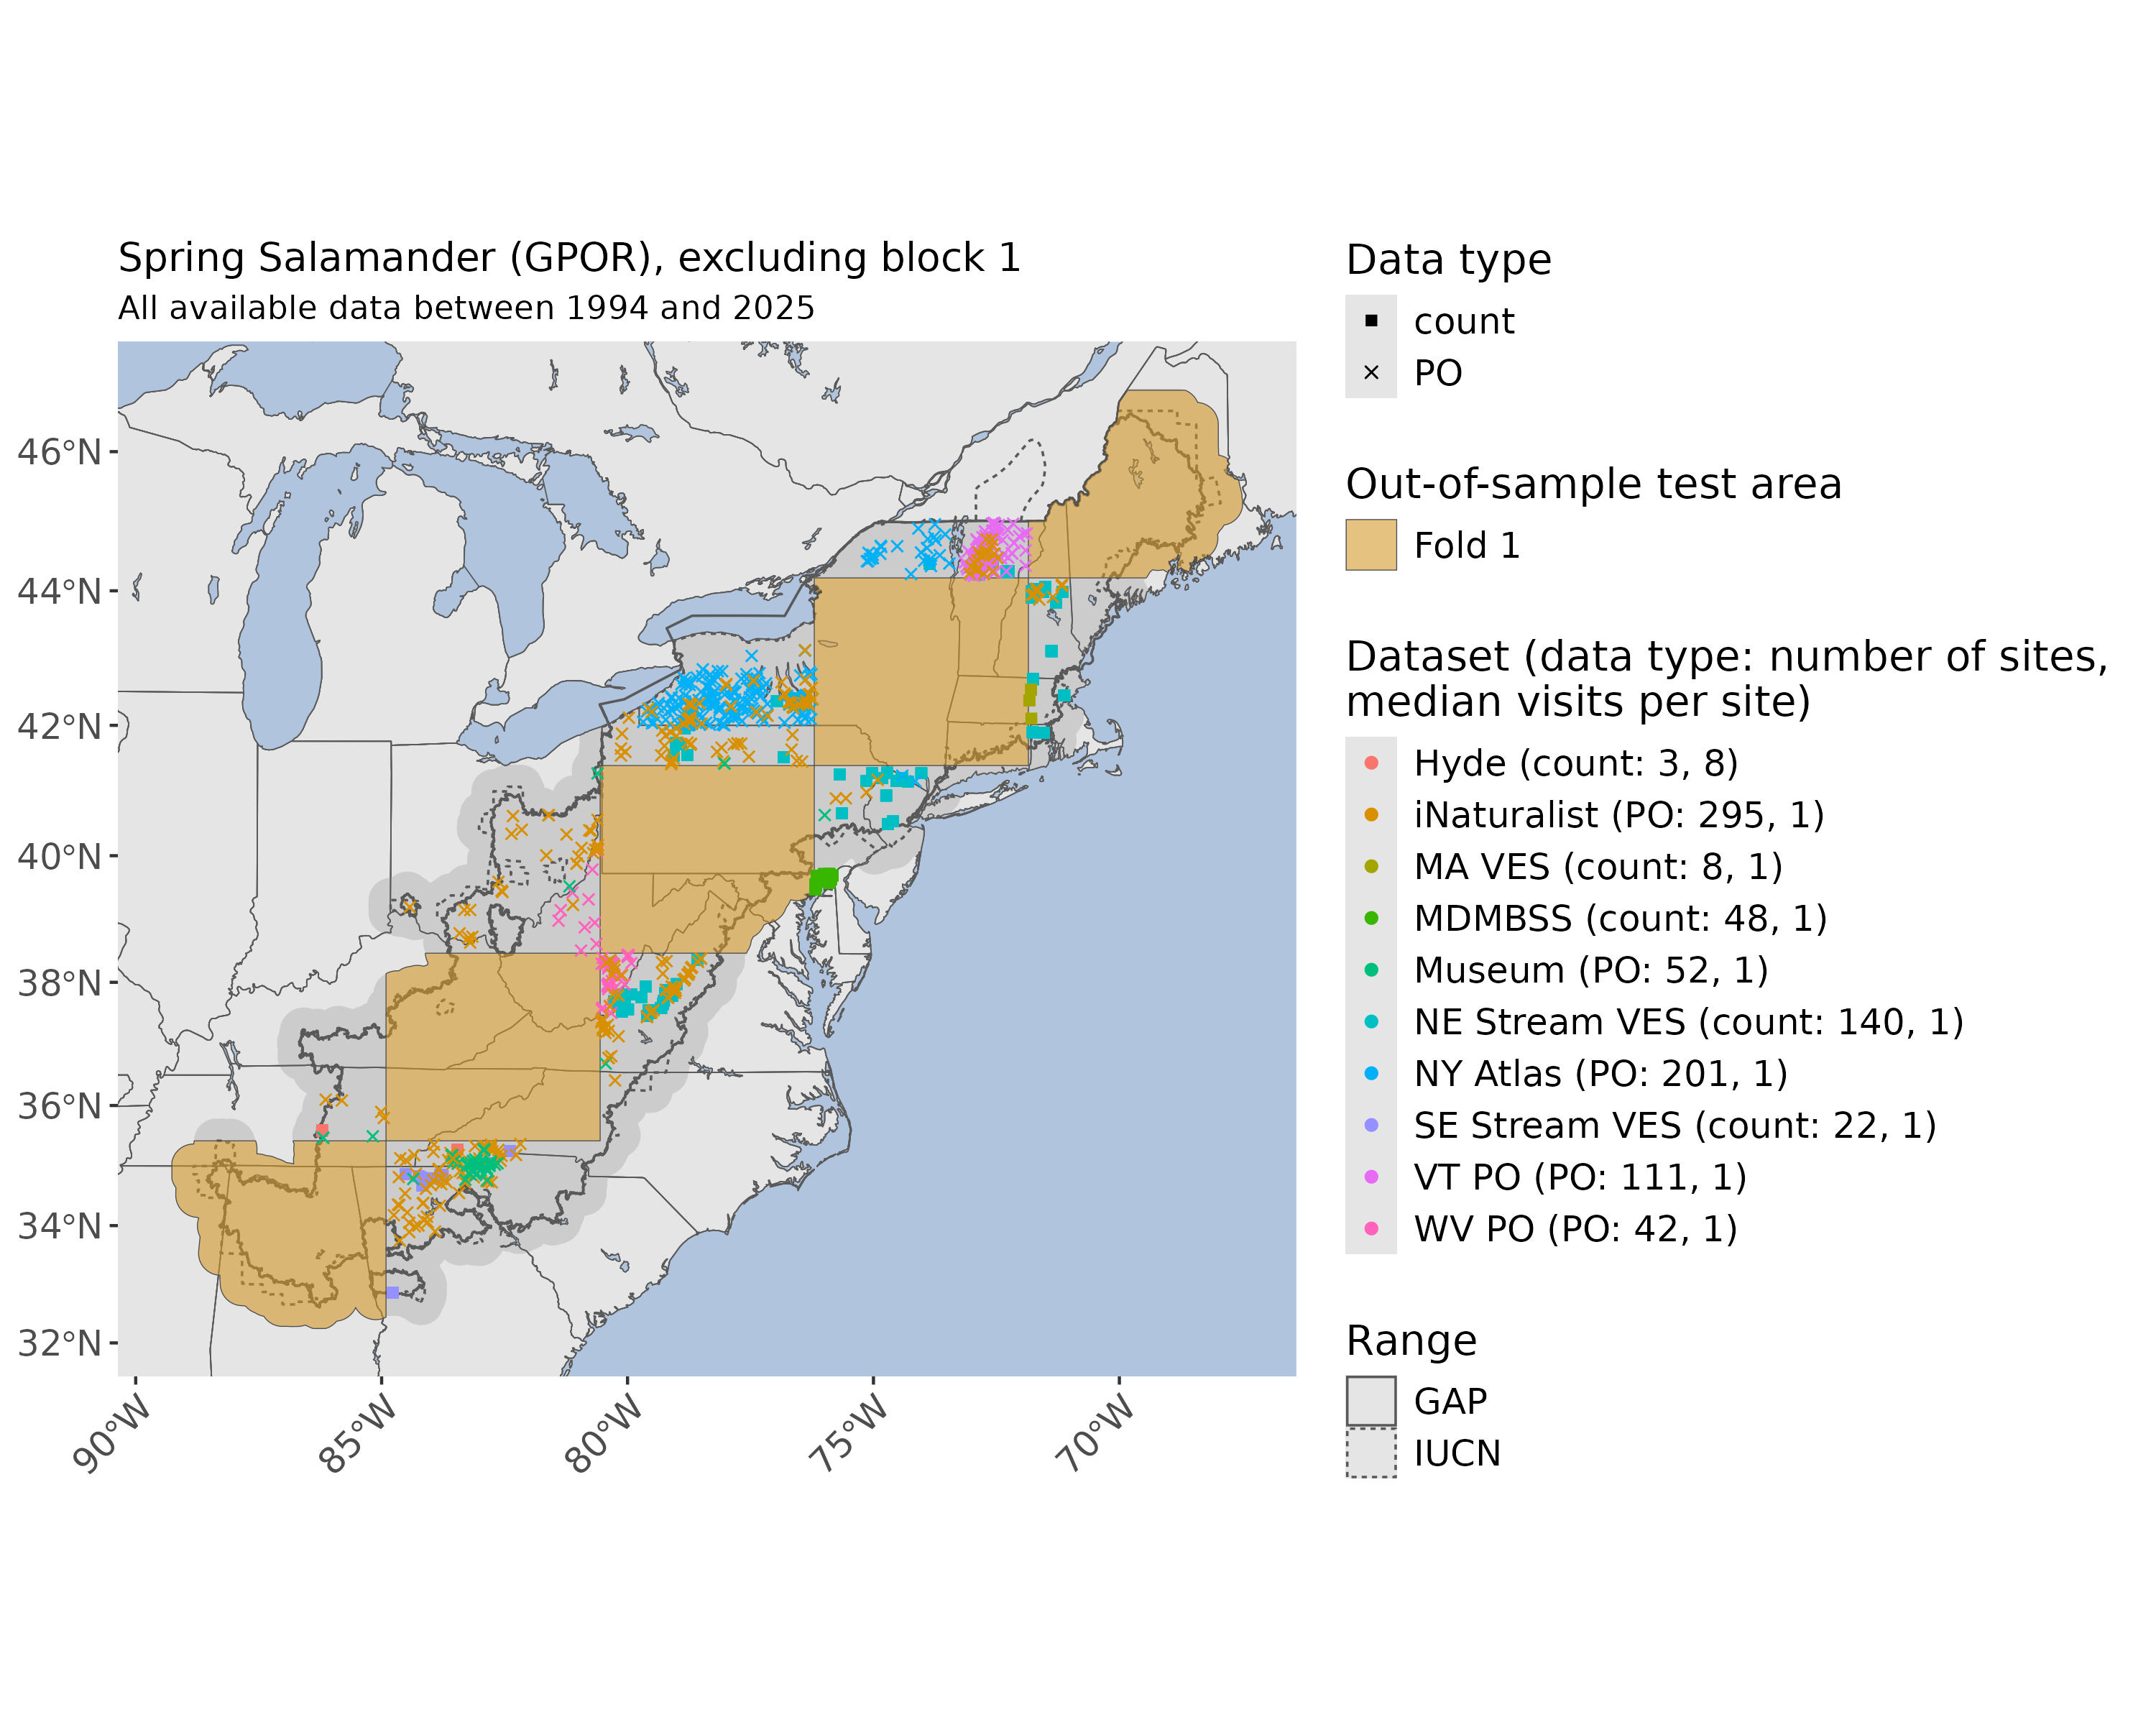 Spring Salamander (GPOR), excluding block 1
All available data between 1994 and 2025
46°N
44°N
42°N
40°N
38°N
36°N
34°N
32°N
90°W
85°W
80°W
75°W
70°W
Data type
count
PO
Out-of-sample test area
Fold 1
Dataset (data type: number of sites,
median visits per site)
Hyde (count: 3, 8)
iNaturalist (PO: 295, 1)
MA VES (count: 8, 1)
MDMBSS (count: 48, 1)
Museum (PO: 52, 1)
NE Stream VES (count: 140, 1)
NY Atlas (PO: 201, 1)
SE Stream VES (count: 22, 1)
VT PO (PO: 111, 1)
WV PO (PO: 42, 1)
Range
GAP
IUCN